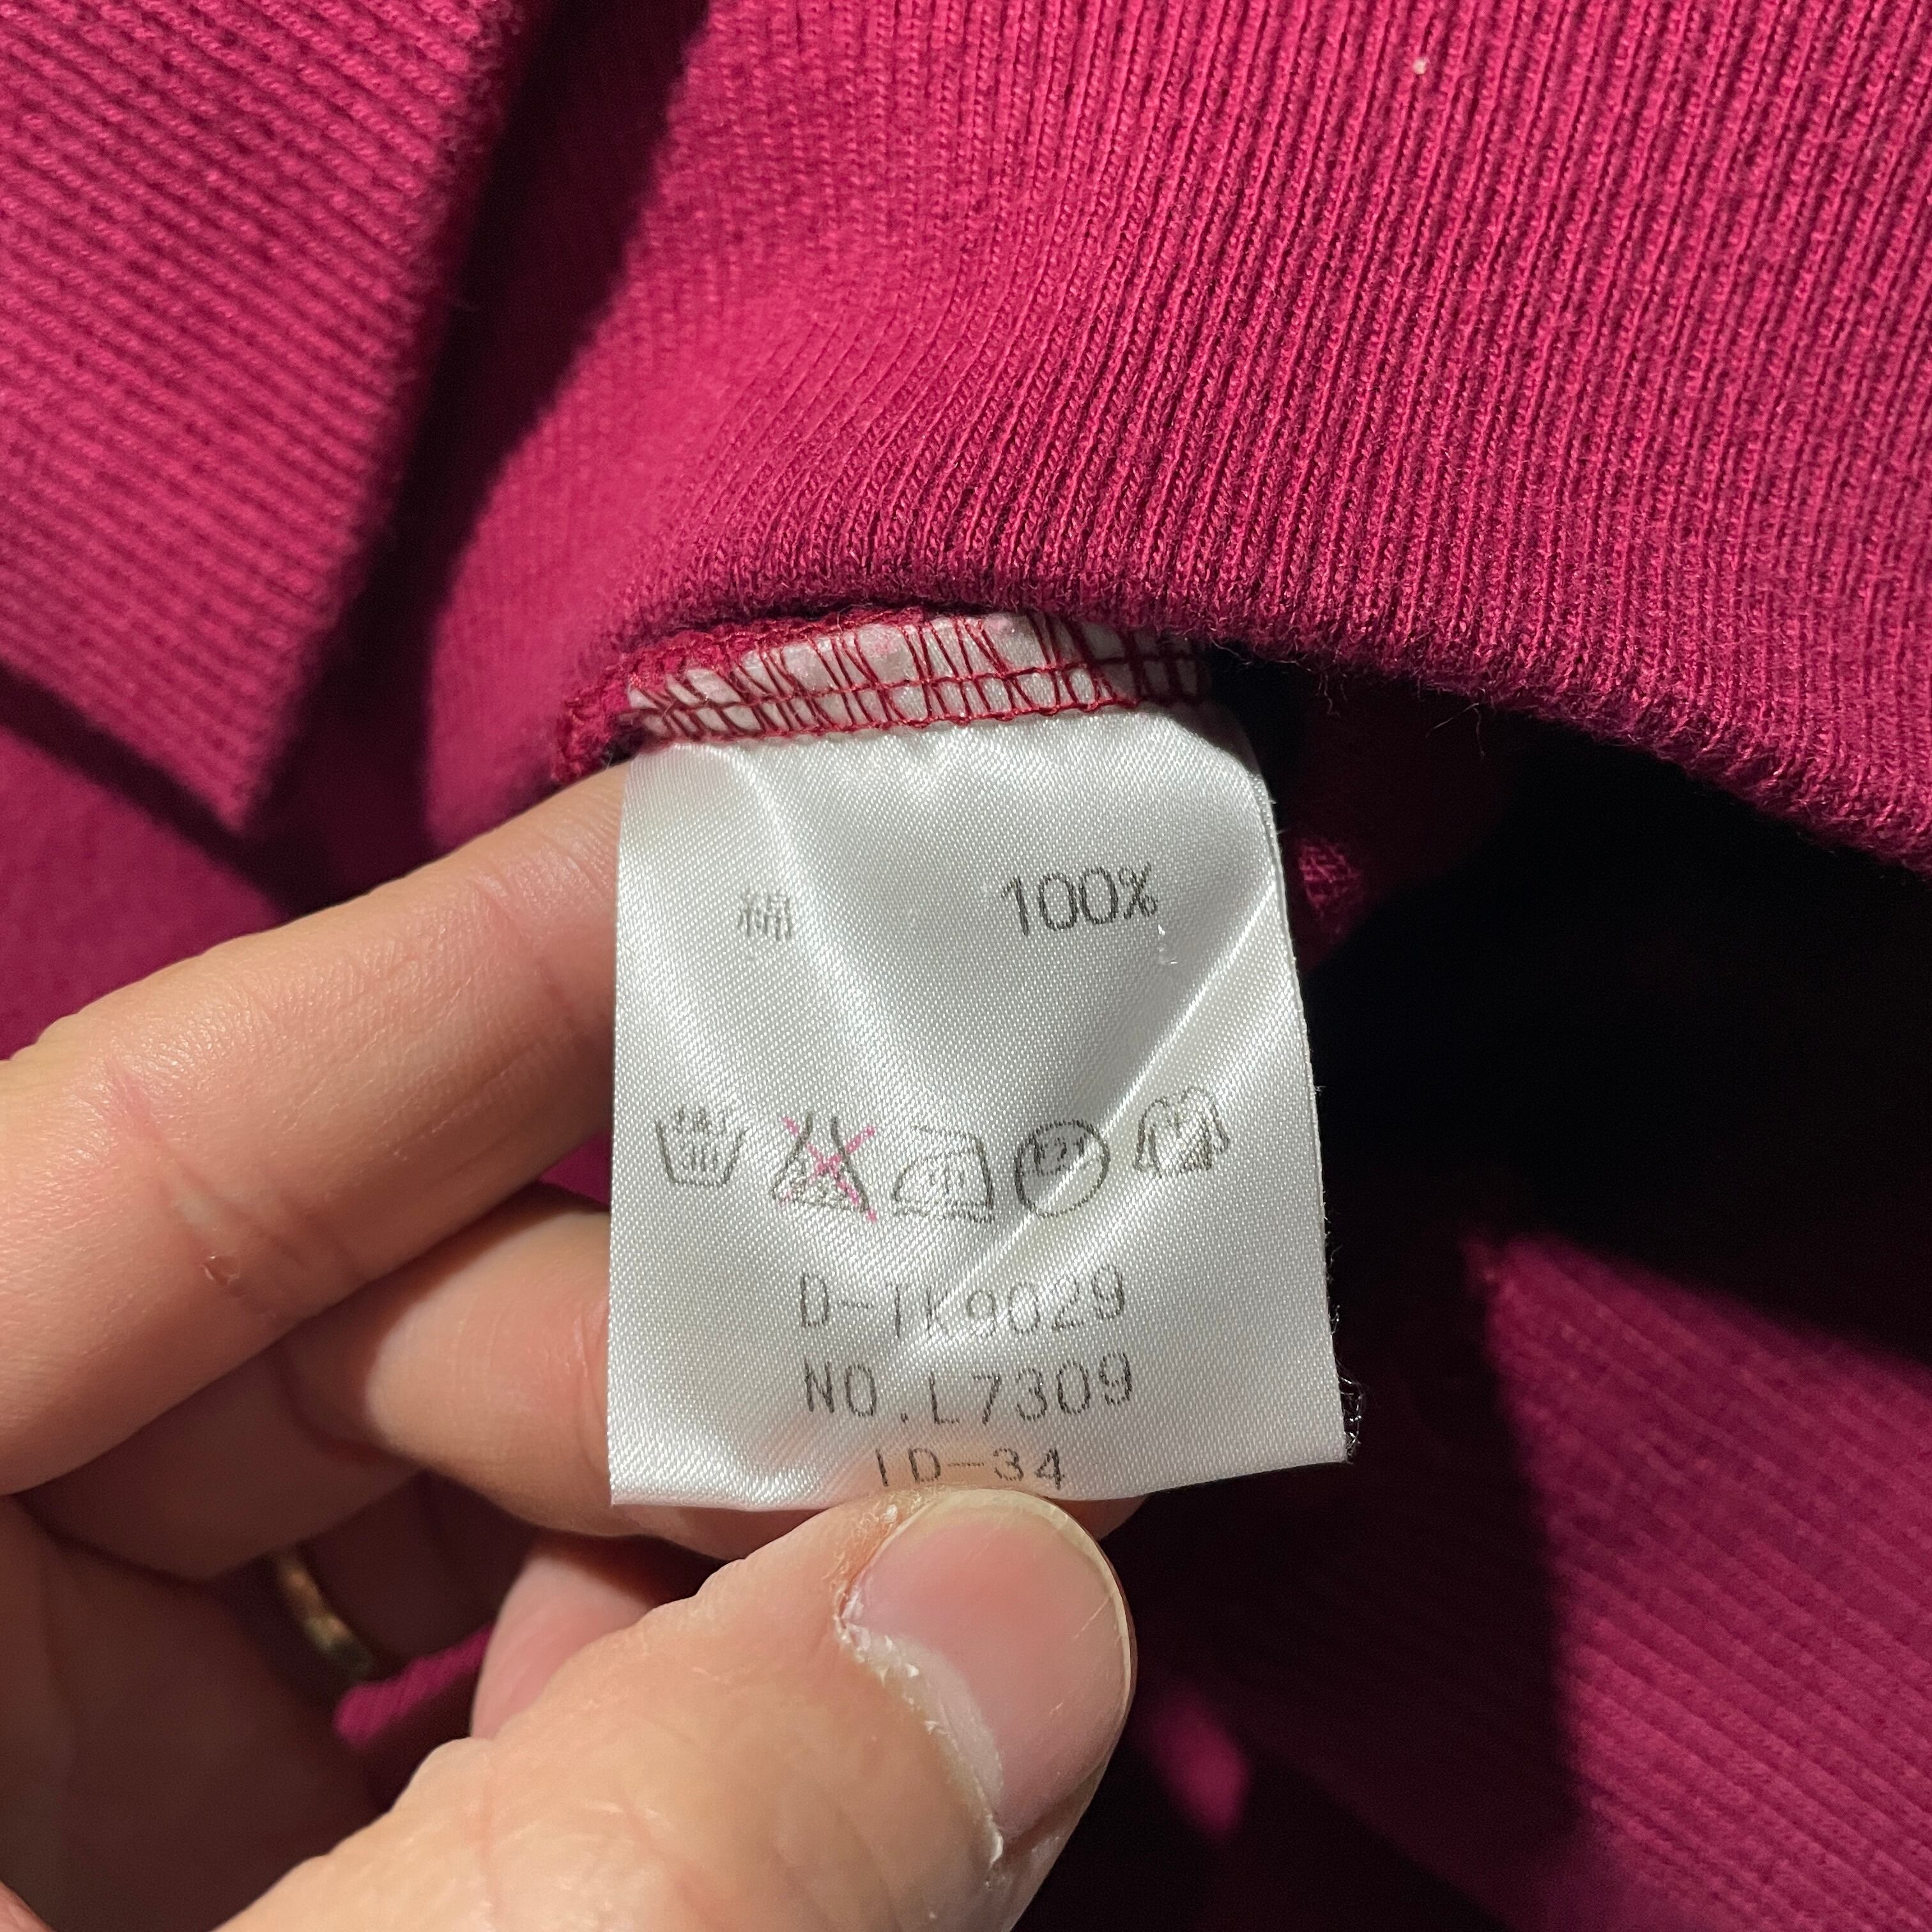 綿 100%
D-TK9029
NO.L7309
ID-34